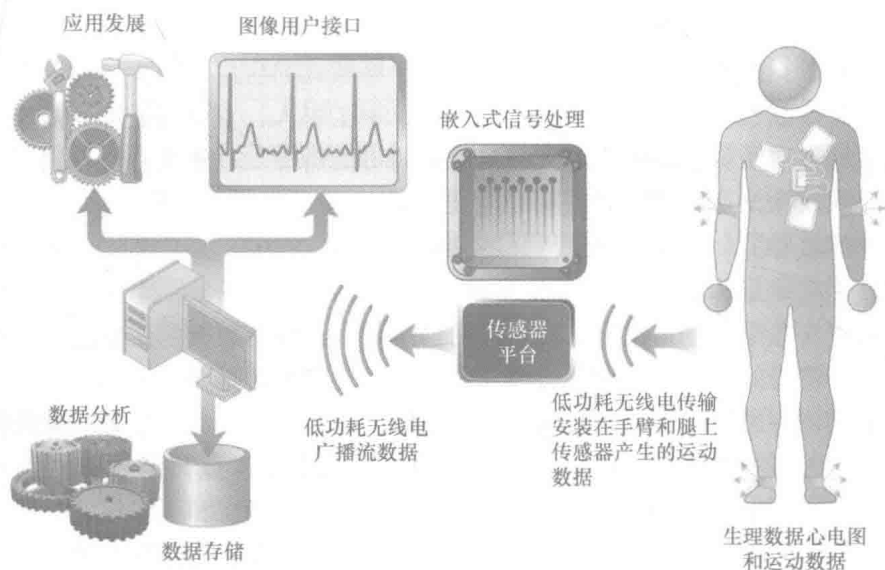 应用发展
图像用户接口
嵌入式信号处理
传感器
平台
数据分析
低功耗无线电
广播流数据
低功耗无线电传输
安装在手臂和腿上
传感器产生的运动
数据
数据存储
生理数据心电图
和运动数据